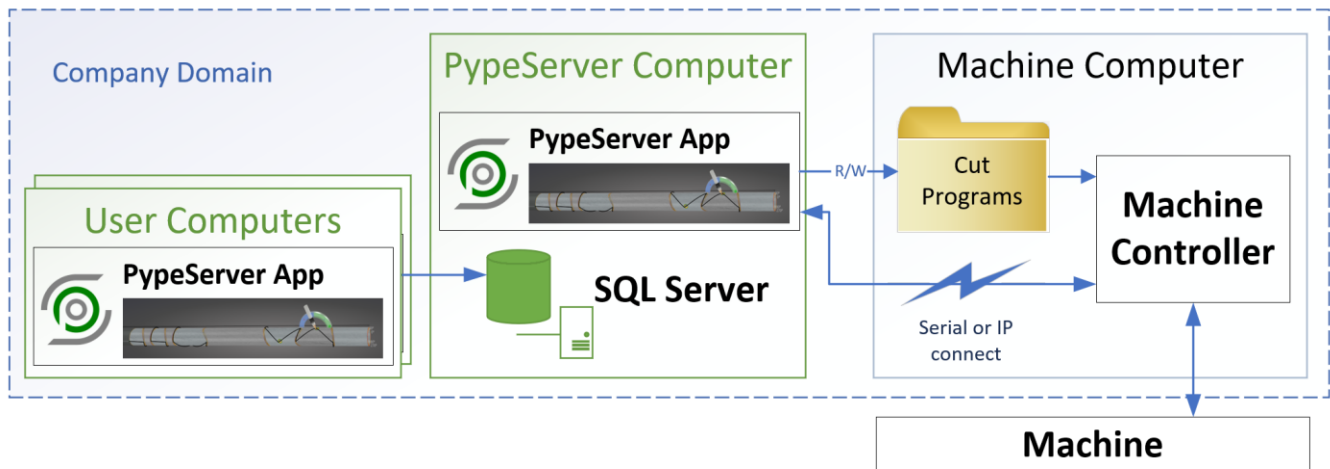 Company Domain
User Computers
PypeServer App
PypeServer Computer
PypeServer App
SQL Server
Machine Computer
R/W
Cut
Programs
Machine
Controller
Serial or IP
connect
Machine